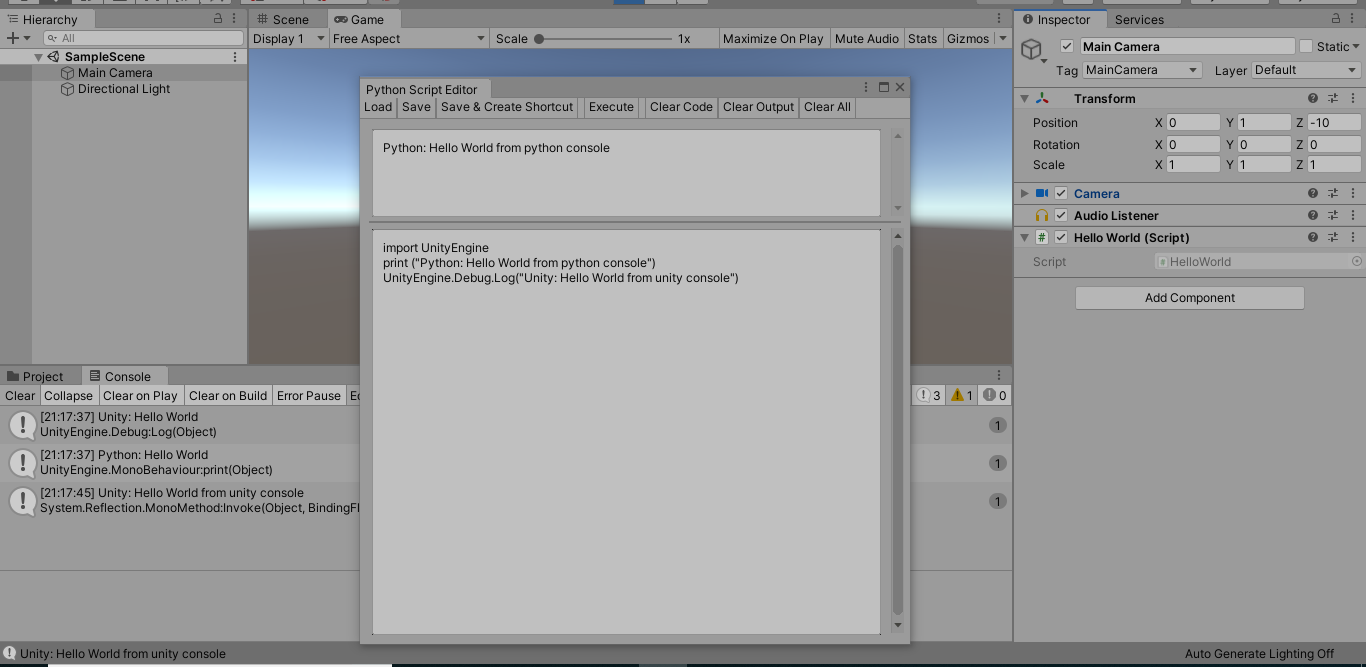 Hierarchy
All
SampleScene
Main Camera
Directional Light
Scene
Game
Display 1
Free Aspect
Scale
1x
Maximize On Play
Mute Audio
Stats
Gizmos
Python Script Editor
Load
Save
Save & Create Shortcut
Execute
Clear Code
Clear Output
Clear All
Python: Hello World from python console
import UnityEngine
print ("Python: Hello World from python console")
UnityEngine.Debug.Log("Unity: Hello World from unity console")
Project
Console
Clear
Collapse
Clear on Play
Clear on Build
Error Pause
3
1
0
[21:17:37] Unity: Hello World
UnityEngine.Debug:Log(Object)
1
[21:17:37] Python: Hello World
UnityEngine.MonoBehaviour:print(Object)
1
[21:17:45] Unity: Hello World from unity console
System.Reflection.MonoMethod:Invoke(Object,
1
Inspector
Services
Main Camera
Static
Tag
MainCamera
Layer
Default
Transform
Position X 0 Y 1 Z -10
Rotation X 0 Y 0 Z 0
Scale X 1 Y 1 Z 1
Camera
Audio Listener
# Hello World (Script)
Script
HelloWorld
Add Component
Unity: Hello World from unity console
Auto Generate Lighting Off